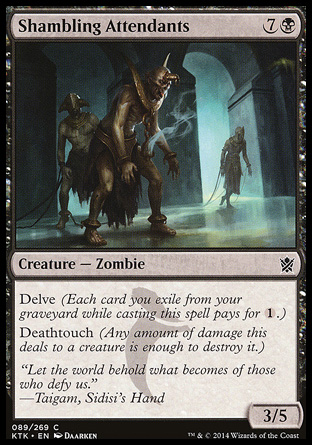 Shambling Attendants 7
Creature — Zombie
Delve (Each card you exile from your
graveyard while casting this spell pays for 1.)
Deathtouch (Any amount of damage this
deals to a creature is enough to destroy it.)
"Let the world behold what becomes of those
who defy us."
—Taigam, Sidisi's Hand
3/5
089/269 C
KTK • EN DAARKEN
™ & © 2014 Wizards of the Coast